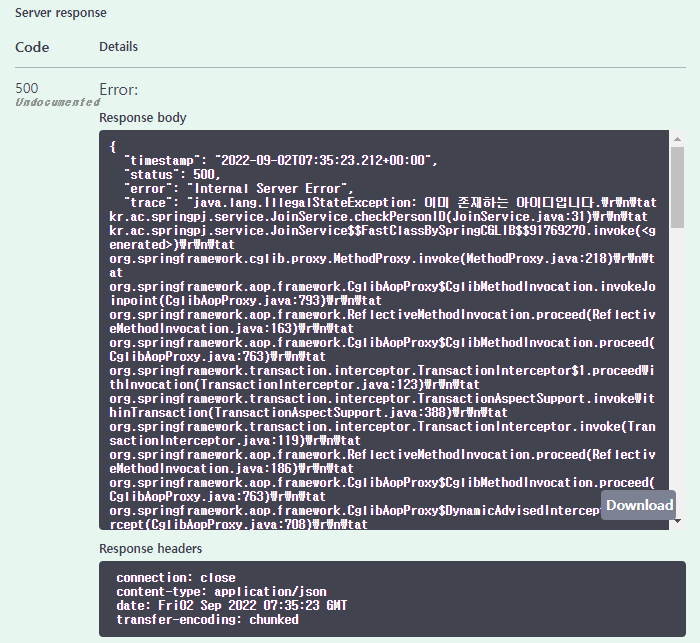 Server response
Code Details
500 Error:
Undocumented
Response body
{
"timestamp": "2022-09-02T07:35:23.212+00:00",
"status": 500,
"error": "Internal Server Error",
"trace": "java.lang.IllegalStateException: 이미 존재하는 아이디입니다.₩r₩n₩tat
kr.ac.springpj.service.JoinService.checkPersonID(JoinService.java:31)₩r₩n₩tat
kr.ac.springpj.service.JoinService$$FastClassBySpringCGLIB$$91769270.invoke(<
generated>)₩r₩n₩tat
org.springframework.cglib.proxy.MethodProxy.invoke(MethodProxy.java:218)₩r₩n₩t
at
org.springframework.aop.framework.CglibAopProxy$CglibMethodInvocation.invokeJo
inpoint(CglibAopProxy.java:793)₩r₩n₩tat
org.springframework.aop.framework.ReflectiveMethodInvocation.proceed(Reflectiv
eMethodInvocation.java:163)₩r₩n₩tat
org.springframework.aop.framework.CglibAopProxy$CglibMethodInvocation.proceed(
CglibAopProxy.java:763)₩r₩n₩tat
org.springframework.transaction.interceptor.TransactionInterceptor$1.proceedW
ithInvocation(TransactionInterceptor.java:123)₩r₩n₩tat
org.springframework.transaction.interceptor.TransactionAspectSupport.invokeWit
hinTransaction(TransactionAspectSupport.java:388)₩r₩n₩tat
org.springframework.transaction.interceptor.TransactionInterceptor.invoke(Tran
sactionInterceptor.java:119)₩r₩n₩tat
org.springframework.aop.framework.ReflectiveMethodInvocation.proceed(Reflectiv
eMethodInvocation.java:186)₩r₩n₩tat
org.springframework.aop.framework.CglibAopProxy$CglibMethodInvocation.proceed(
CglibAopProxy.java:763)₩r₩n₩tat
org.springframework.aop.framework.CglibAopProxy$DynamicAdvisedIntercept
rcept(CglibAopProxy.java:708)₩r₩n₩tat
Download
Response headers
connection: close
content-type: application/json
date: Fri02 Sep 2022 07:35:23 GMT
transfer-encoding: chunked